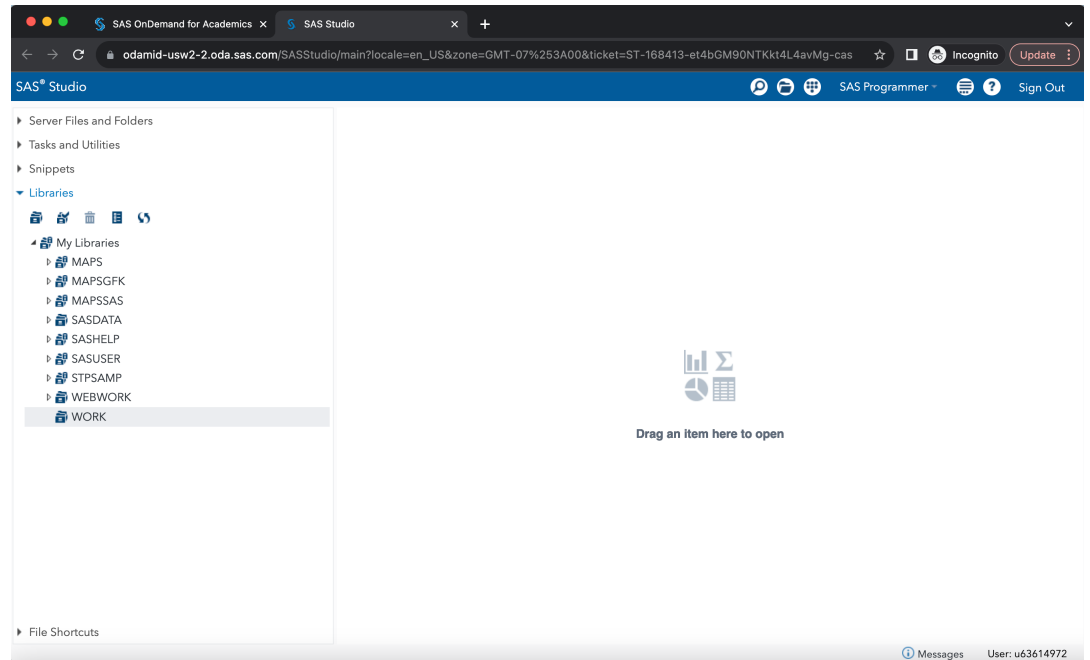 SAS OnDemand for Academics
SAS Studio
odamid-usw2-2.oda.sas.com/SASStudio/main?locale=en_US&zone=GMT-07%253A00&ticket=ST-168413-et4bGM90NTKkt4L4avMg-cas
Incognito
Update
SAS® Studio
SAS Programmer
Sign Out
Server Files and Folders
Tasks and Utilities
Snippets
Libraries
My Libraries
MAPS
MAPSGFK
MAPSSAS
SASDATA
SASHELP
SASUSER
STPSAMP
WEBWORK
WORK
Drag an item here to open
File Shortcuts
Messages
User: u63614972